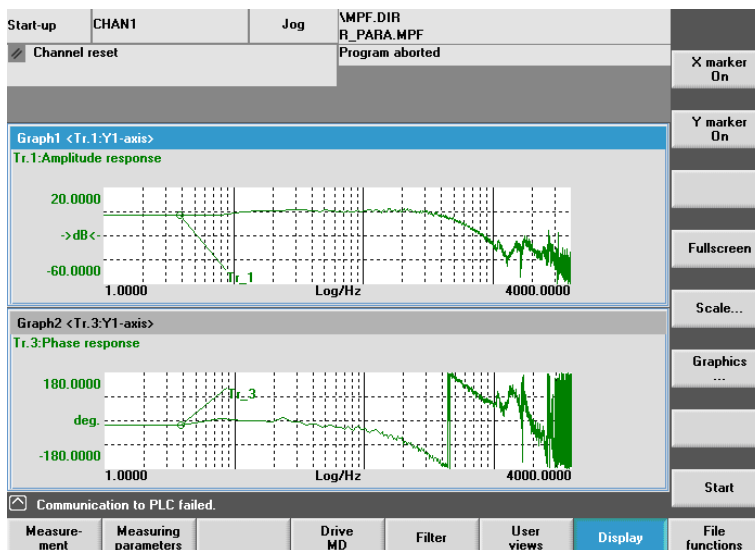 Start-up
CHAN1
Jog
\MPF.DIR
R_PARA.MPF
Channel reset
Program aborted
X marker
On
Y marker
On
Fullscreen
Scale...
Graphics
...
Start
Graph1 <Tr.1:Y1-axis>
Tr.1:Amplitude response
20.0000
->dB<-
-60.0000
Tr_1
1.0000
Log/Hz
4000.0000
Graph2 <Tr.3:Y1-axis>
Tr.3:Phase response
180.0000
deg.
-180.0000
Tr_3
1.0000
Log/Hz
4000.0000
Communication to PLC failed.
Measure-
ment
Measuring
parameters
Drive
MD
Filter
User
views
Display
File
functions